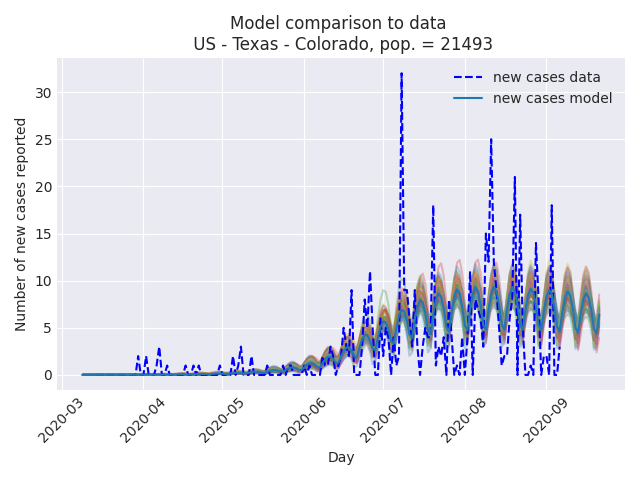 Model comparison to data
US - Texas - Colorado, pop. = 21493
new cases data
new cases model
Number of new cases reported
30
25
20
15
10
5
0
2020-03
2020-04
2020-05
2020-06
2020-07
2020-08
2020-09
Day